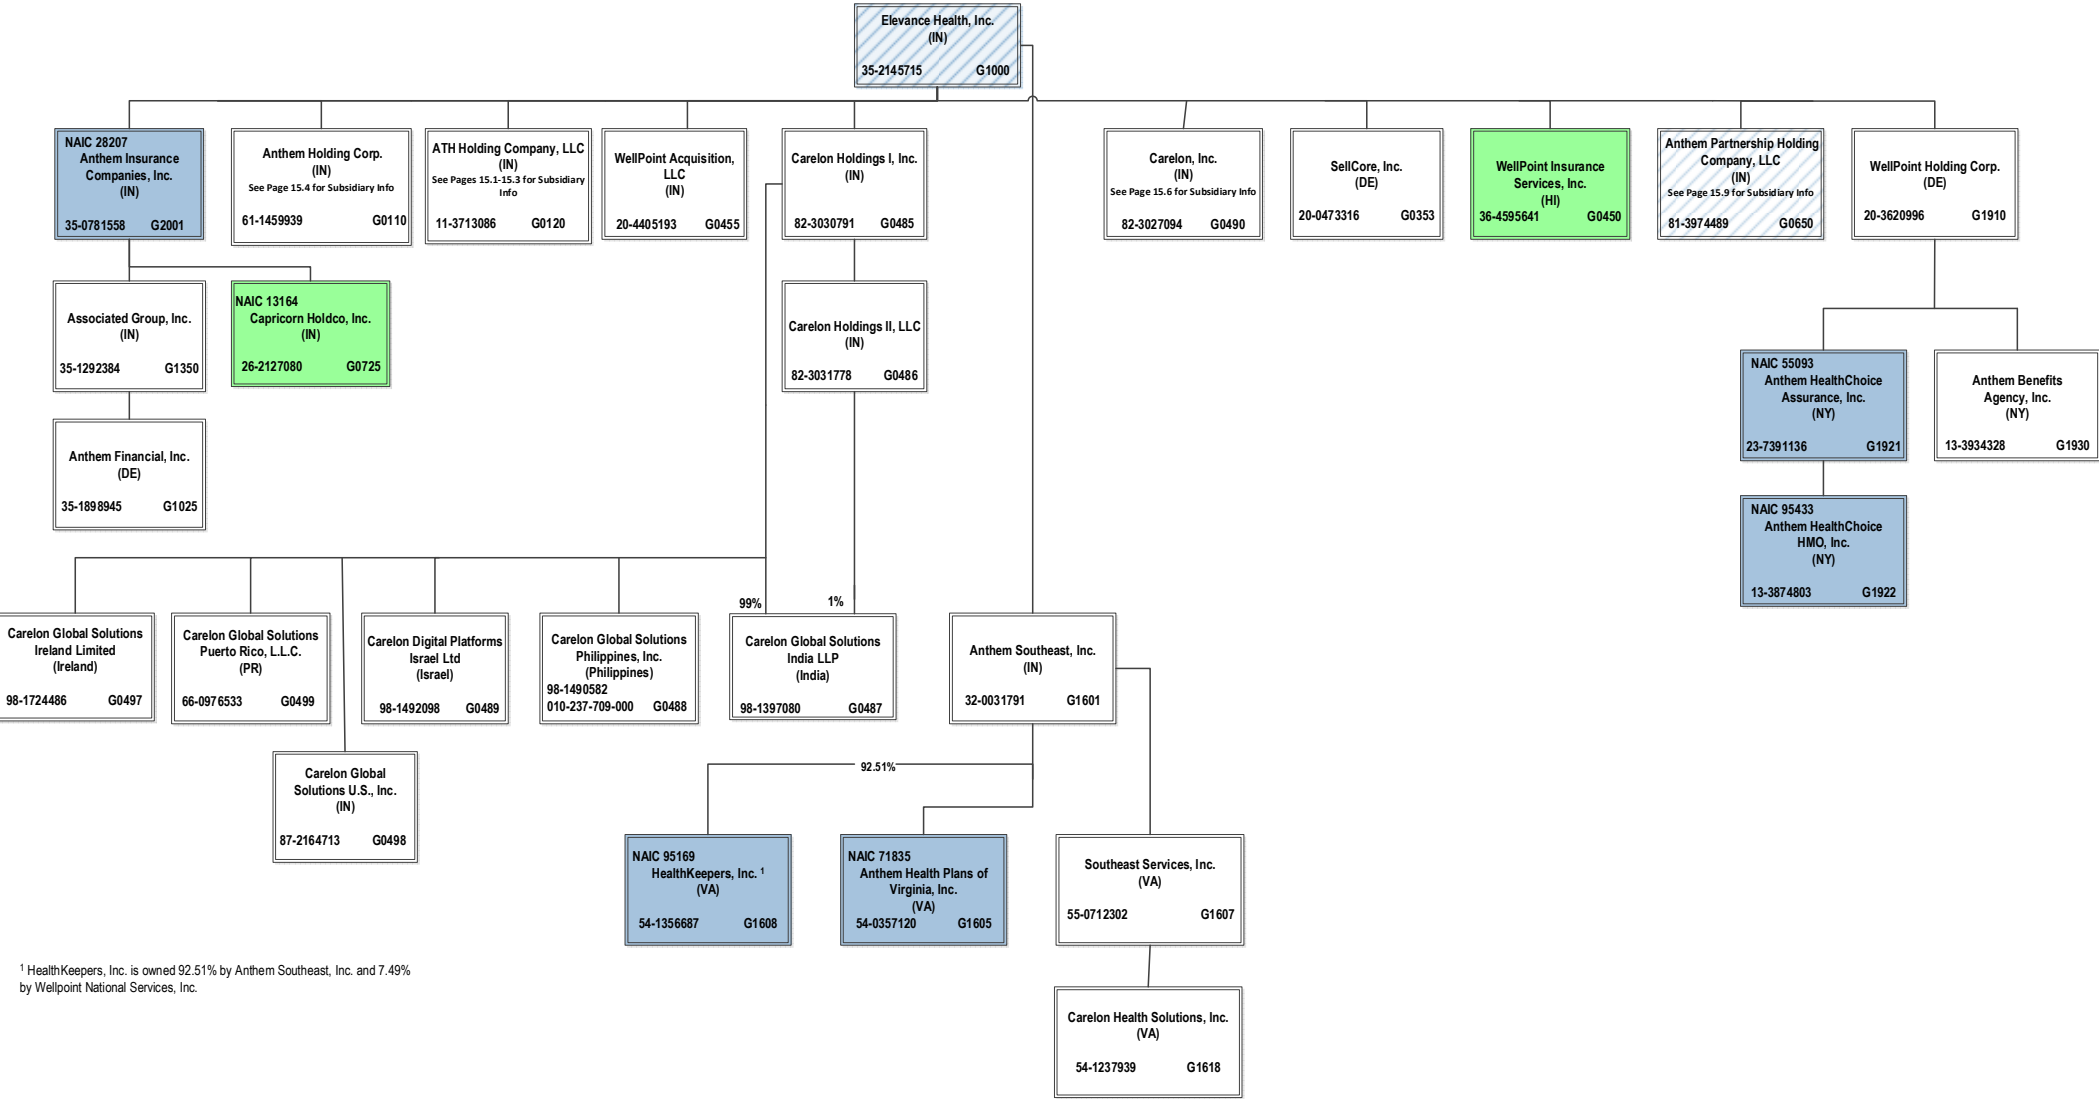 Elevance Health, Inc.
(IN)
35-2145715 G1000
NAIC 28207
Anthem Insurance
Companies, Inc.
(IN)
35-0781558 G2001
Anthem Holding Corp.
(IN)
See Page 15.4 for Subsidiary Info
61-1459939 G0110
ATH Holding Company, LLC
(IN)
See Pages 15.1-15.3 for Subsidiary
Info
11-3713086 G0120
WellPoint Acquisition,
LLC
(IN)
20-4405193 G0455
Carelon Holdings I, Inc.
(IN)
82-3030791 G0485
Carelon, Inc.
(IN)
See Page 15.6 for Subsidiary Info
82-3027094 G0490
SellCore, Inc.
(DE)
20-0473316 G0353
WellPoint Insurance
Services, Inc.
(HI)
36-4595641 G0450
Anthem Partnership Holding
Company, LLC
(IN)
See Page 15.9 for Subsidiary Info
81-3974489 G0650
WellPoint Holding Corp.
(DE)
20-3620996 G1910
Associated Group, Inc.
(IN)
35-1292384 G1350
NAIC 13164
Capricorn Holdco, Inc.
(IN)
26-2127080 G0725
Carelon Holdings II, LLC
(IN)
82-3031778 G0486
NAIC 55093
Anthem HealthChoice
Assurance, Inc.
(NY)
23-7391136 G1921
Anthem Benefits
Agency, Inc.
(NY)
13-3934328 G1930
Anthem Financial, Inc.
(DE)
35-1898945 G1025
NAIC 95433
Anthem HealthChoice
HMO, Inc.
(NY)
13-3874803 G1922
99% 1%
Carelon Global Solutions
Ireland Limited
(Ireland)
98-1724486 G0497
Carelon Global Solutions
Puerto Rico, L.L.C.
(PR)
66-0976533 G0499
Carelon Digital Platforms
Israel Ltd
(Israel)
98-1492098 G0489
Carelon Global Solutions
Philippines, Inc.
(Philippines)
98-1490582
010-237-709-000 G0488
Carelon Global Solutions
India LLP
(India)
98-1397080 G0487
Anthem Southeast, Inc.
(IN)
32-0031791 G1601
Carelon Global
Solutions U.S., Inc.
(IN)
87-2164713 G0498
92.51%
NAIC 95169
HealthKeepers, Inc. 1
(VA)
54-1356687 G1608
NAIC 71835
Anthem Health Plans of
Virginia, Inc.
(VA)
54-0357120 G1605
Southeast Services, Inc.
(VA)
55-0712302 G1607
Carelon Health Solutions, Inc.
(VA)
54-1237939 G1618
1 HealthKeepers, Inc. is owned 92.51% by Anthem Southeast, Inc. and 7.49%
by Wellpoint National Services, Inc.